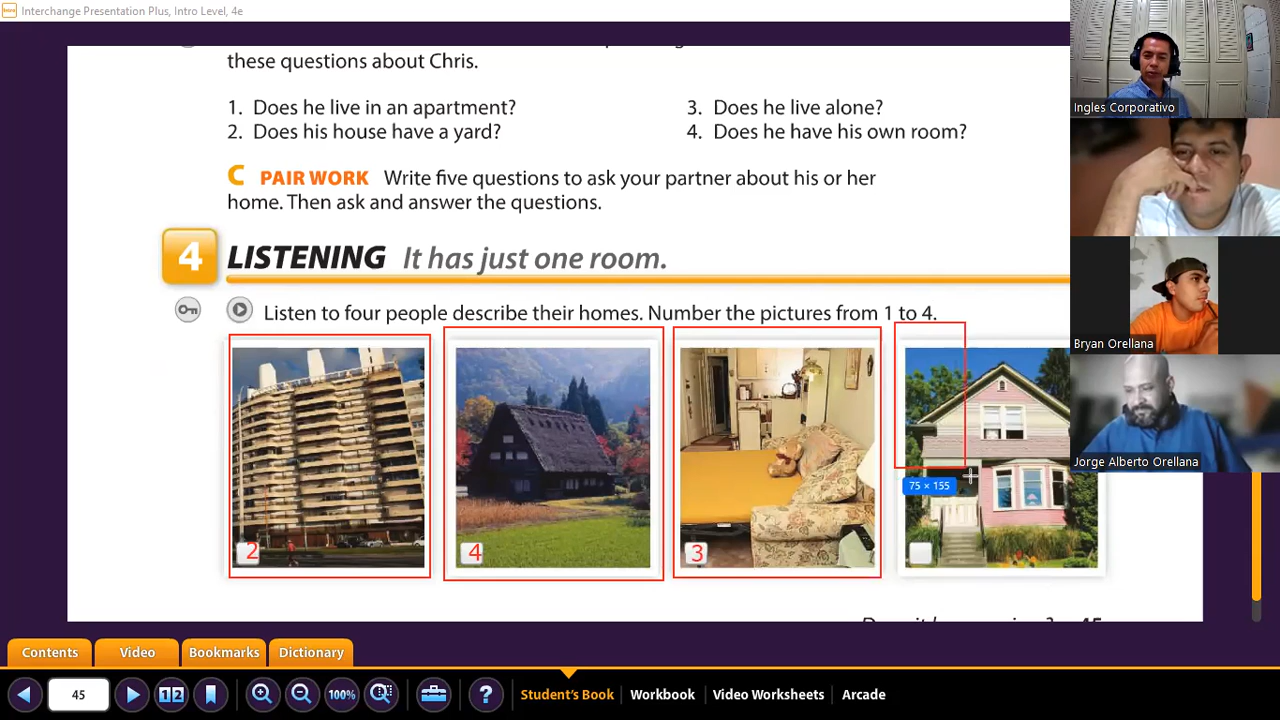 Interchange Presentation Plus, Intro Level, 4e
these questions about Chris.
1. Does he live in an apartment?
2. Does his house have a yard?
3. Does he live alone?
4. Does he have his own room?
C PAIR WORK Write five questions to ask your partner about his or her
home. Then ask and answer the questions.
4 LISTENING It has just one room.
Listen to four people describe their homes. Number the pictures from 1 to 4.
2
4
3
75 × 155
Ingles Corporativo
Bryan Orellana
Jorge Alberto Orellana
Contents
Video
Bookmarks
Dictionary
45
1 2
100%
?
Student's Book
Workbook
Video Worksheets
Arcade